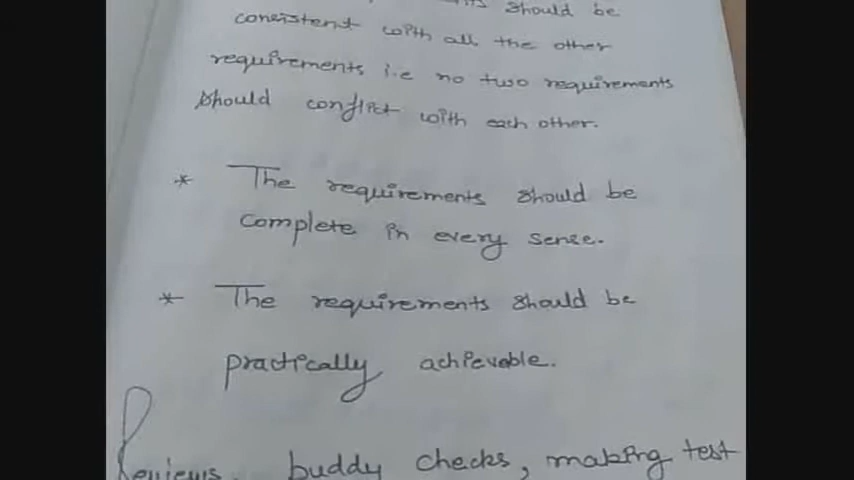 should be
consistent with all the other
requirements i.e no two requirements
should conflict with each other.
* The requirements should be
complete in every sense.
* The requirements should be
practically achievable.
Reviews, buddy checks, making test